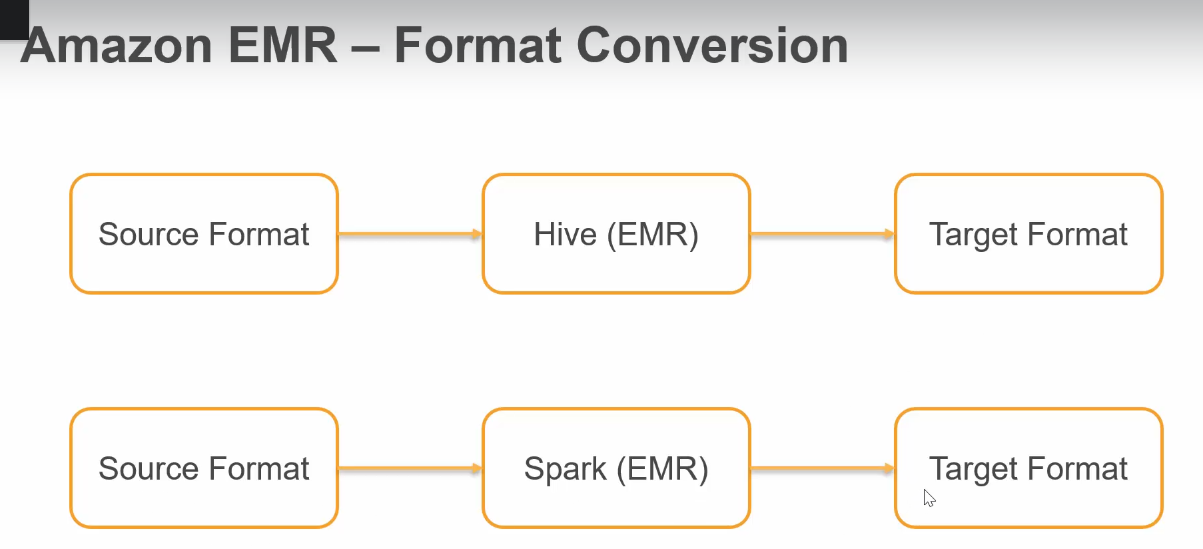 Amazon EMR – Format Conversion
Source Format
Hive (EMR)
Target Format
Source Format
Spark (EMR)
Target Format